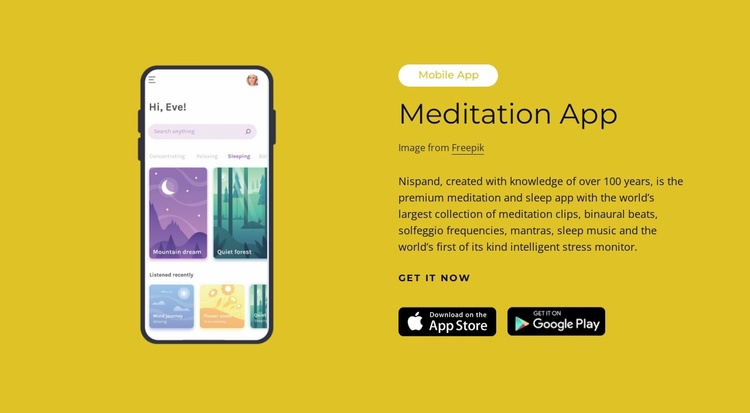 Hi, Eve!
Search anything
Concentrating Relaxing Sleeping
Mountain dream
Quiet forest
Listened recently
Mind journey
Mobile App
Meditation App
Image from Freepik
Nispand, created with knowledge of over 100 years, is the
premium meditation and sleep app with the world's
largest collection of meditation clips, binaural beats,
solfeggio frequencies, mantras, sleep music and the
world's first of its kind intelligent stress monitor.
GET IT NOW
Download on the
App Store
GET IT ON
Google Play